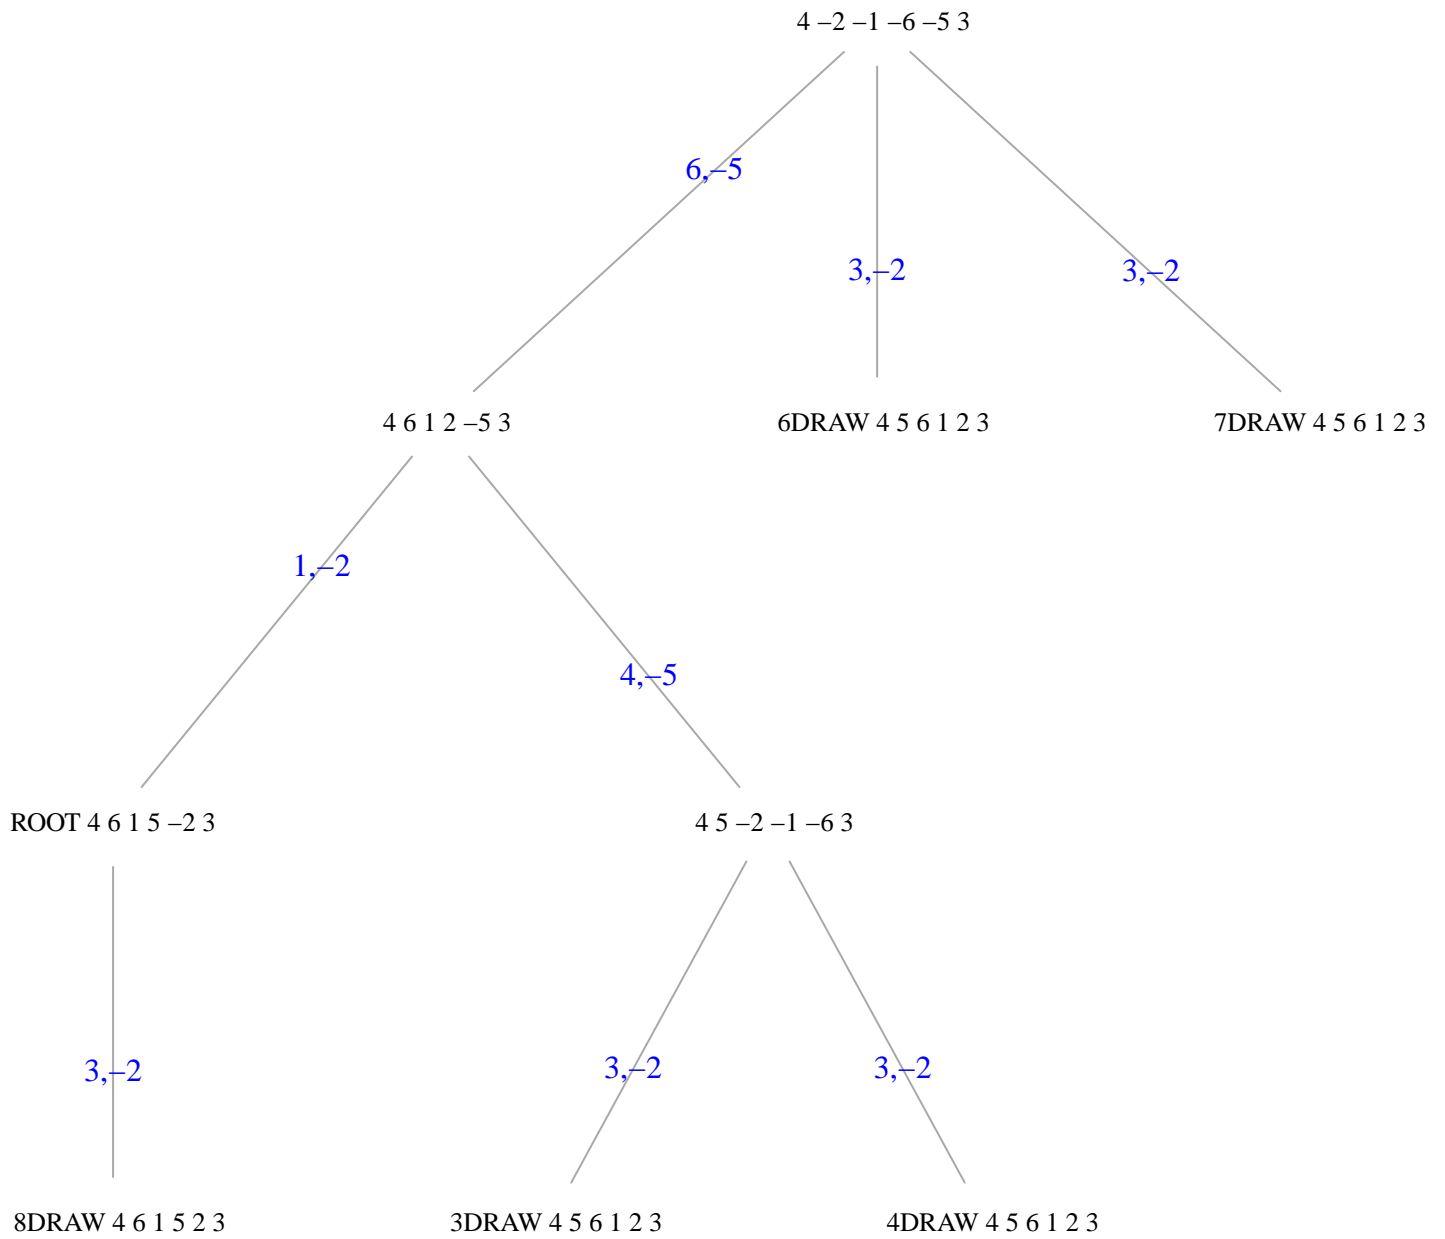 4 –2 –1 –6 –5 3
6,–5
3,–2
3,–2
4 6 1 2 –5 3
6DRAW 4 5 6 1 2 3
7DRAW 4 5 6 1 2 3
1,–2
4,–5
ROOT 4 6 1 5 –2 3
4 5 –2 –1 –6 3
3,–2
3,–2
3,–2
8DRAW 4 6 1 5 2 3
3DRAW 4 5 6 1 2 3
4DRAW 4 5 6 1 2 3